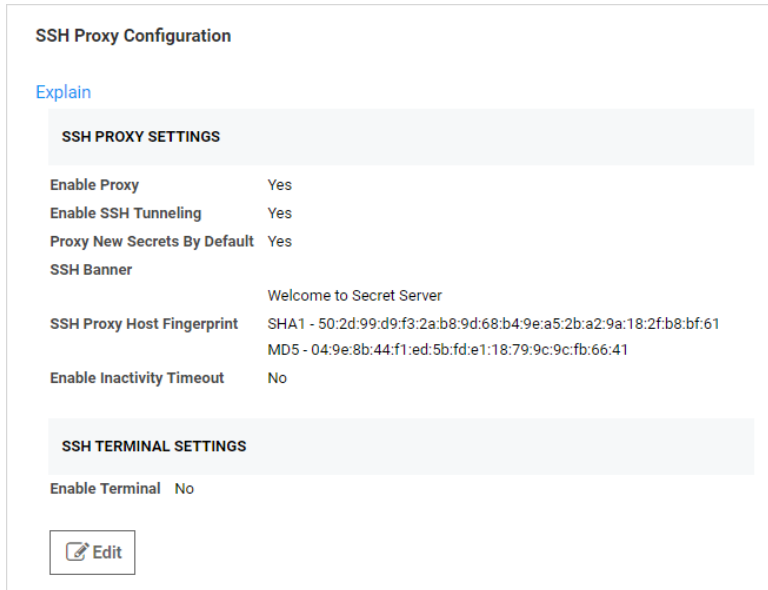 SSH Proxy Configuration
Explain
SSH PROXY SETTINGS
Enable Proxy Yes
Enable SSH Tunneling Yes
Proxy New Secrets By Default Yes
SSH Banner
Welcome to Secret Server
SSH Proxy Host Fingerprint SHA1 - 50:2d:99:d9:f3:2a:b8:9d:68:b4:9e:a5:2b:a2:9a:18:2f:b8:bf:61
MD5 - 04:9e:8b:44:f1:ed:5b:fd:e1:18:79:9c:9c:fb:66:41
Enable Inactivity Timeout No
SSH TERMINAL SETTINGS
Enable Terminal No
Edit